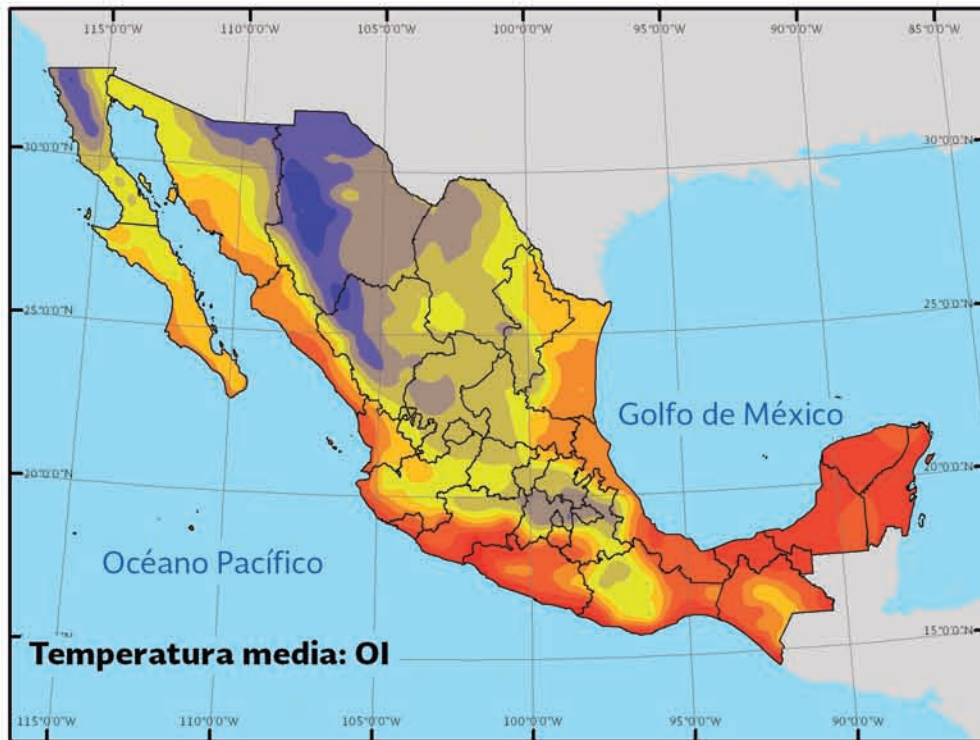 115°0'0"W 110°0'0"W 105°0'0"W 100°0'0"W 95°0'0"W 90°0'0"W 85°0'0"W
30°0'0"N 30°0'0"N
25°0'0"N 25°0'0"N
Golfo de México
20°0'0"N 20°0'0"N
Océano Pacífico
Temperatura media: OI
15°0'0"N
115°0'0"W 110°0'0"W 105°0'0"W 100°0'0"W 95°0'0"W 90°0'0"W